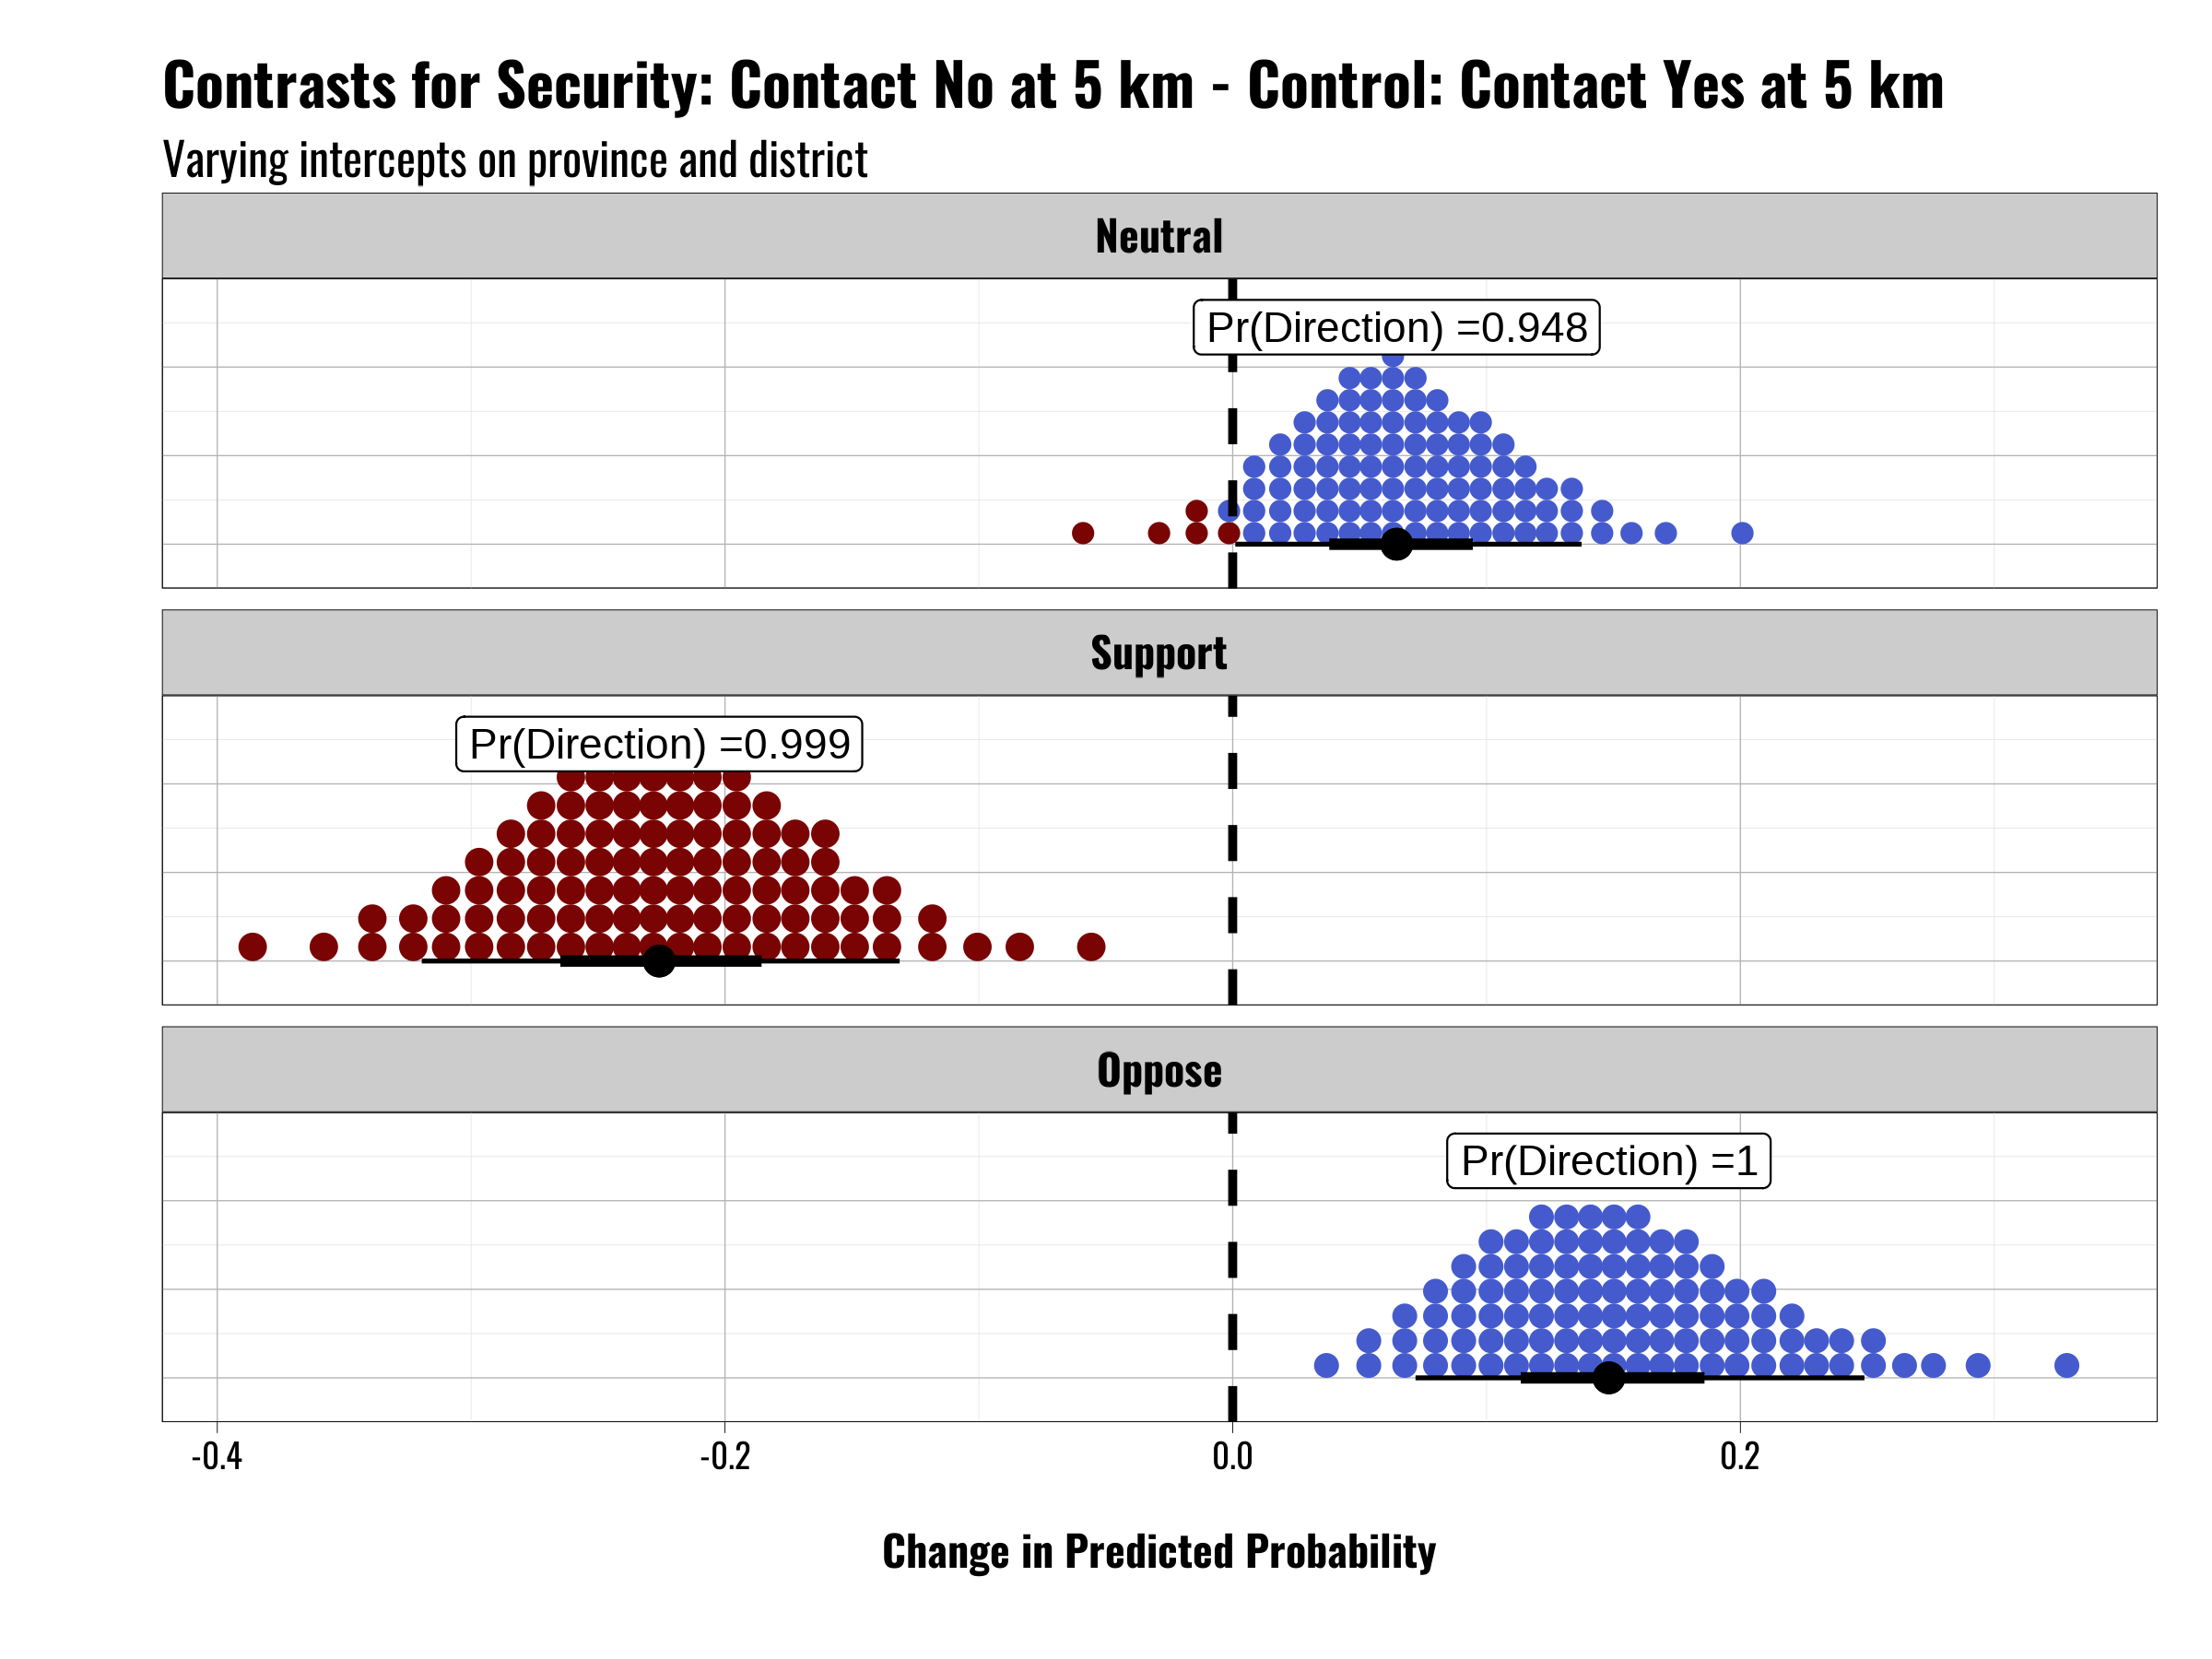 Contrasts for Security: Contact No at 5 km - Control: Contact Yes at 5 km
Varying intercepts on province and district
Neutral
Pr(Direction) =0.948
Support
Pr(Direction) =0.999
Oppose
Pr(Direction) =1
-0.4 -0.2 0.0 0.2
Change in Predicted Probability